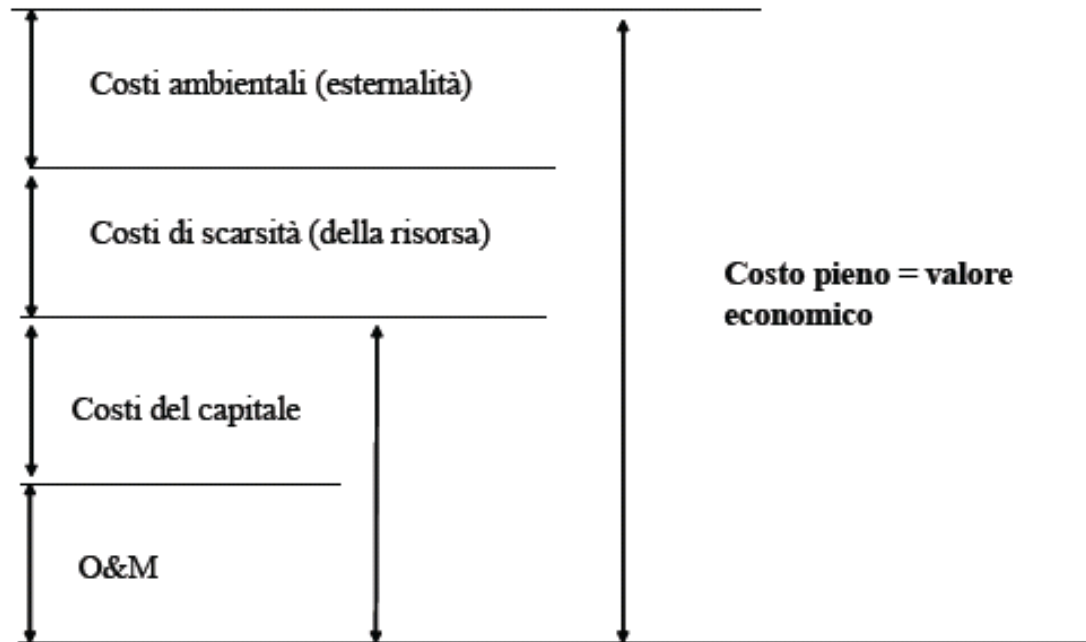 Costi ambientali (esternalità)
Costi di scarsità (della risorsa)
Costo pieno = valore
economico
Costi del capitale
O&M